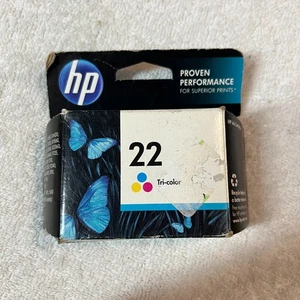 hp
PROVEN
PERFORMANCE
FOR SUPERIOR PRINTS
22
Tri-color